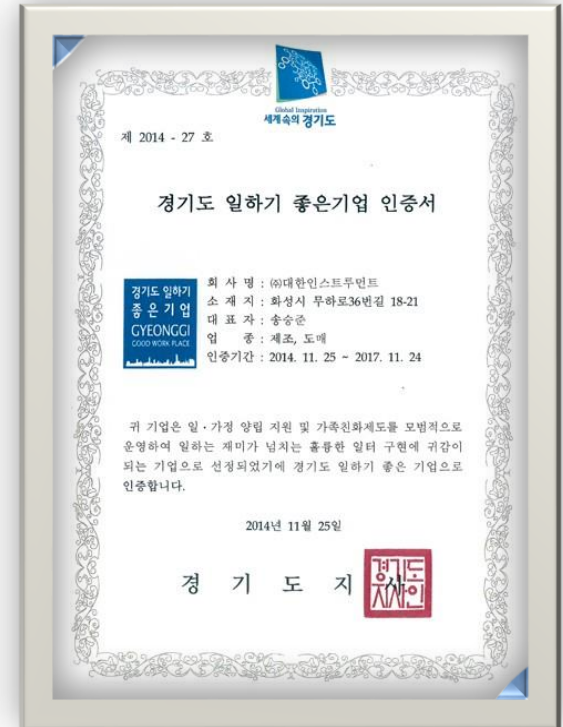 Global Inspiration
세계속의 경기도
제 2014 - 27 호
경기도 일하기 좋은기업 인증서
경기도 일하기
좋은기업
GYEONGGI
GOOD WORK PLACE
회 사 명 : ㈜대한인스트루먼트
소 재 지 : 화성시 무하로36번길 18-21
대 표 자 : 송승준
업 종 : 제조, 도매
인증기간 : 2014. 11. 25 ~ 2017. 11. 24
귀 기업은 일·가정 양립 지원 및 가족친화제도를 모범적으로
운영하여 일하는 재미가 넘치는 훌륭한 일터 구현에 귀감이
되는 기업으로 선정되었기에 경기도 일하기 좋은 기업으로
인증합니다.
2014년 11월 25일
경 기 도 지 사
경기도
지사인